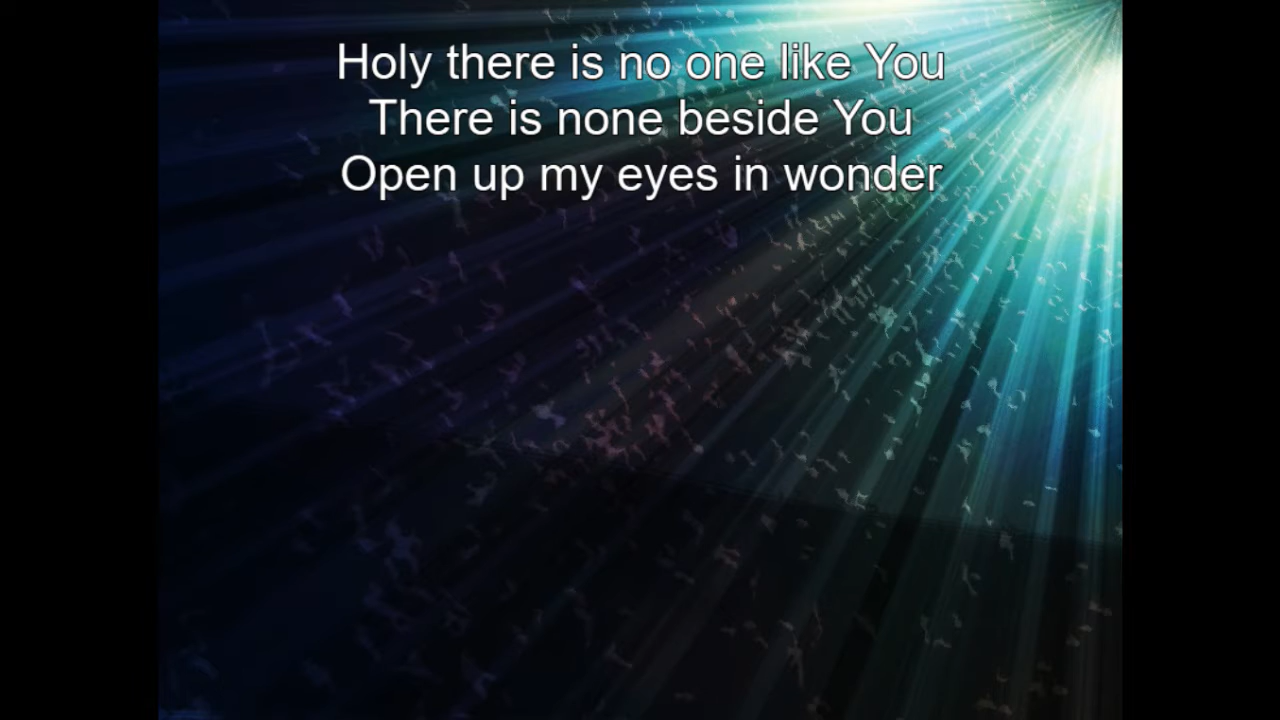 Holy there is no one like You
There is none beside You
Open up my eyes in wonder